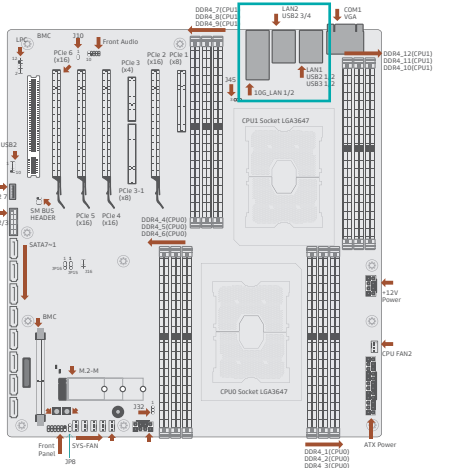 DDR4_7(CPU1)
DDR4_8(CPU1)
DDR4_9(CPU1)
LAN2
USB2 3/4
COM1
VGA
LPC
BMC
J10
Front Audio
PCIe 6
(x16)
PCIe 3
(x4)
PCIe 2
(x16)
PCIe 1
(x8)
J45
LAN1
USB2 1/2
USB3 1/2
10G_LAN 1/2
DDR4_12(CPU1)
DDR4_11(CPU1)
DDR4_10(CPU1)
CPU1 Socket LGA3647
USB2
PCIe 3-1
(x8)
SM BUS
HEADER
PCIe 5
(x16)
PCIe 4
(x16)
DDR4_4(CPU0)
DDR4_5(CPU0)
DDR4_6(CPU0)
SATA7~1
J16
+12V
Power
BMC
CPU FAN2
M.2-M
CPU0 Socket LGA3647
J32
Front
Panel
SYS-FAN
JPB
ATX Power
DDR4_1(CPU0)
DDR4_2(CPU0)
DDR4_3(CPU0)